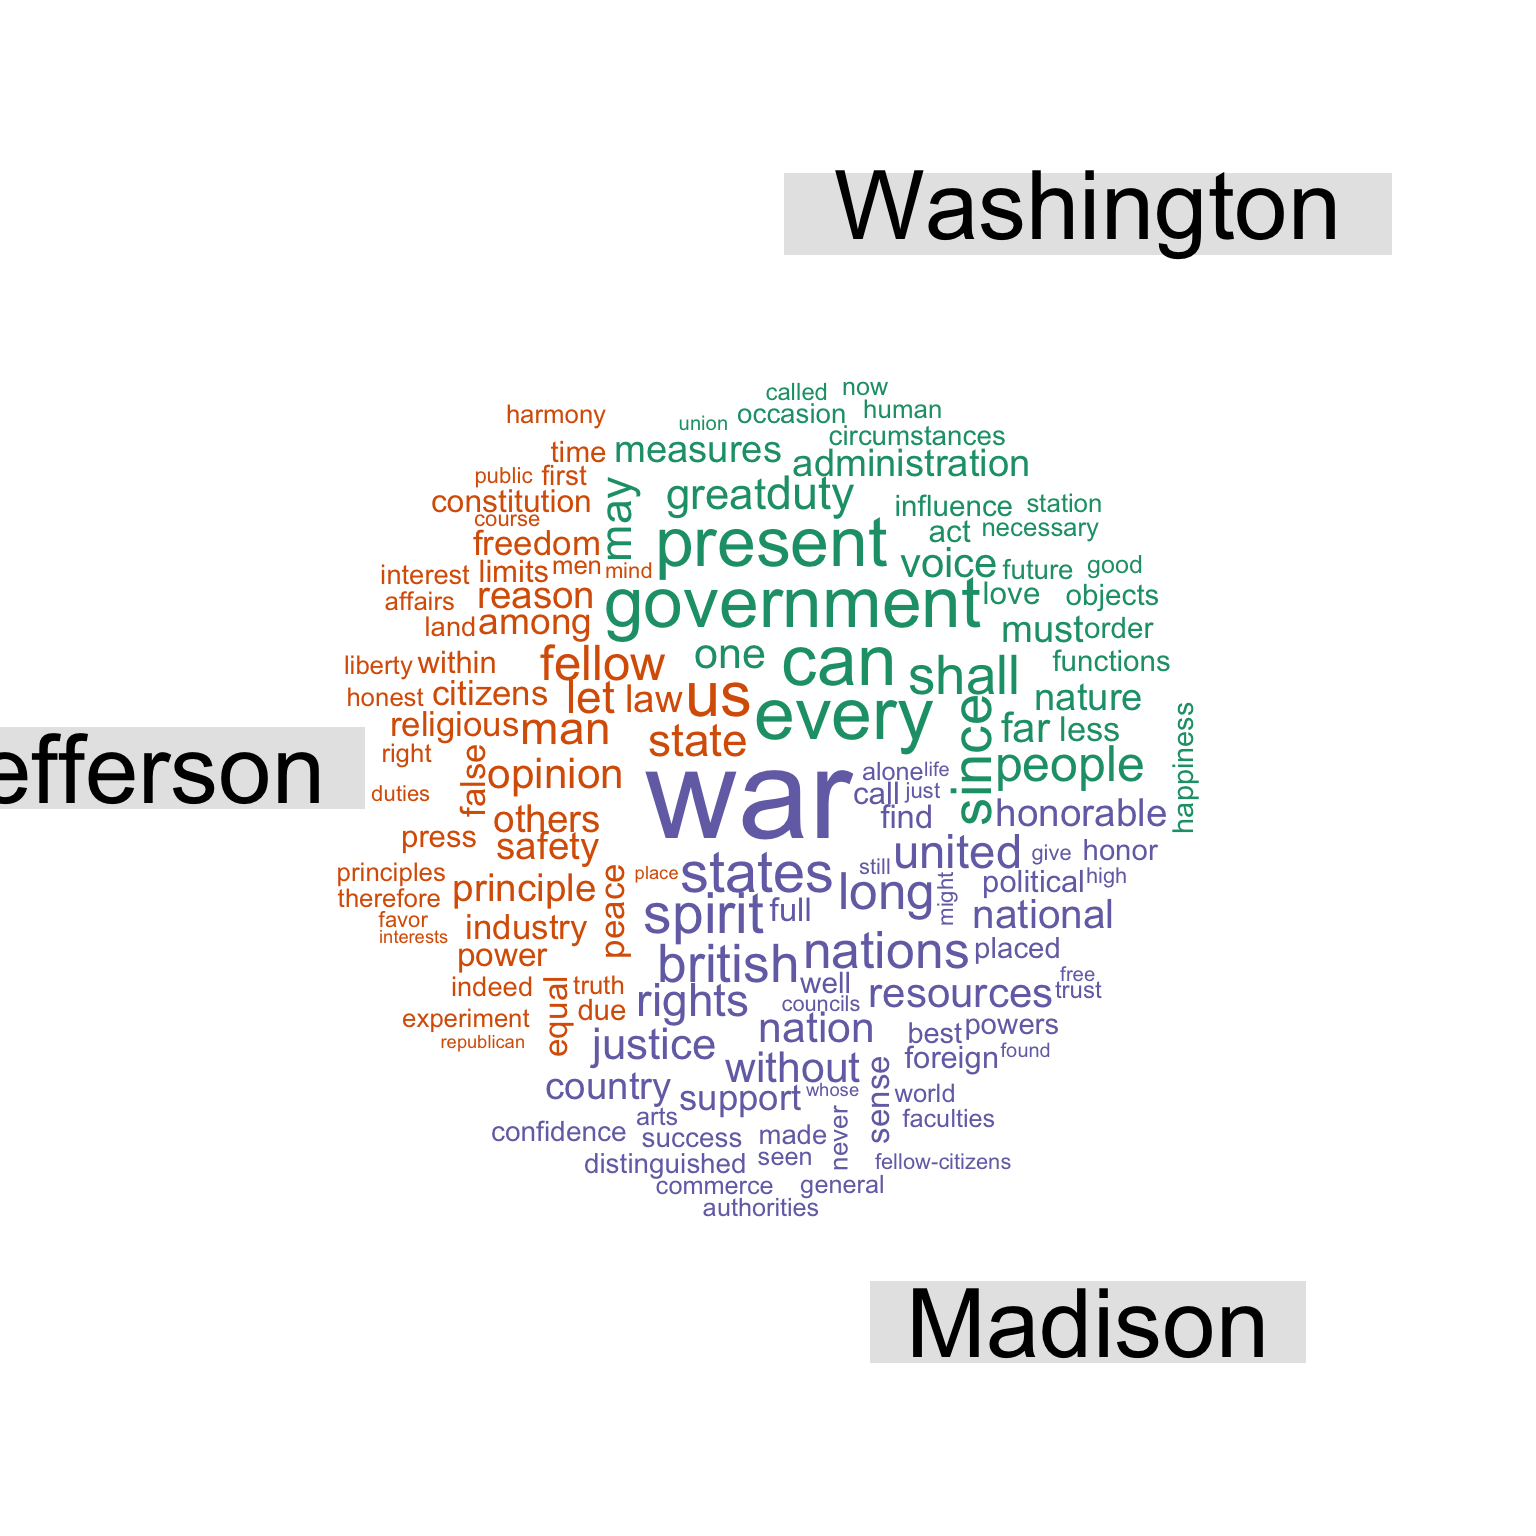 Washington
called
now
harmony
union
occasion
human
circumstances
time
measures
administration
public
first
constitution
may
great
duty
influence
station
course
act
necessary
freedom
present
voice
future
good
interest
limits
men
mind
affairs
reason
government
love
objects
land
among
must
order
liberty
within
fellow
one
can
shall
functions
honest
citizens
let
law
us
every
since
nature
religious
man
state
far
less
happiness
right
false
opinion
war
alone
life
people
efferson
duties
call
just
others
find
honorable
press
safety
united
give
honor
principles
principle
peace
place
states
still
long
might
political
high
therefore
favor
interests
industry
spirit
full
national
power
british
nations
placed
indeed
equal
truth
due
rights
well
councils
resources
free
trust
experiment
republican
justice
nation
best
powers
without
foreign
found
country
support
whose
sense
world
confidence
arts
success
made
never
faculties
distinguished
seen
fellow-citizens
commerce
general
authorities
Madison